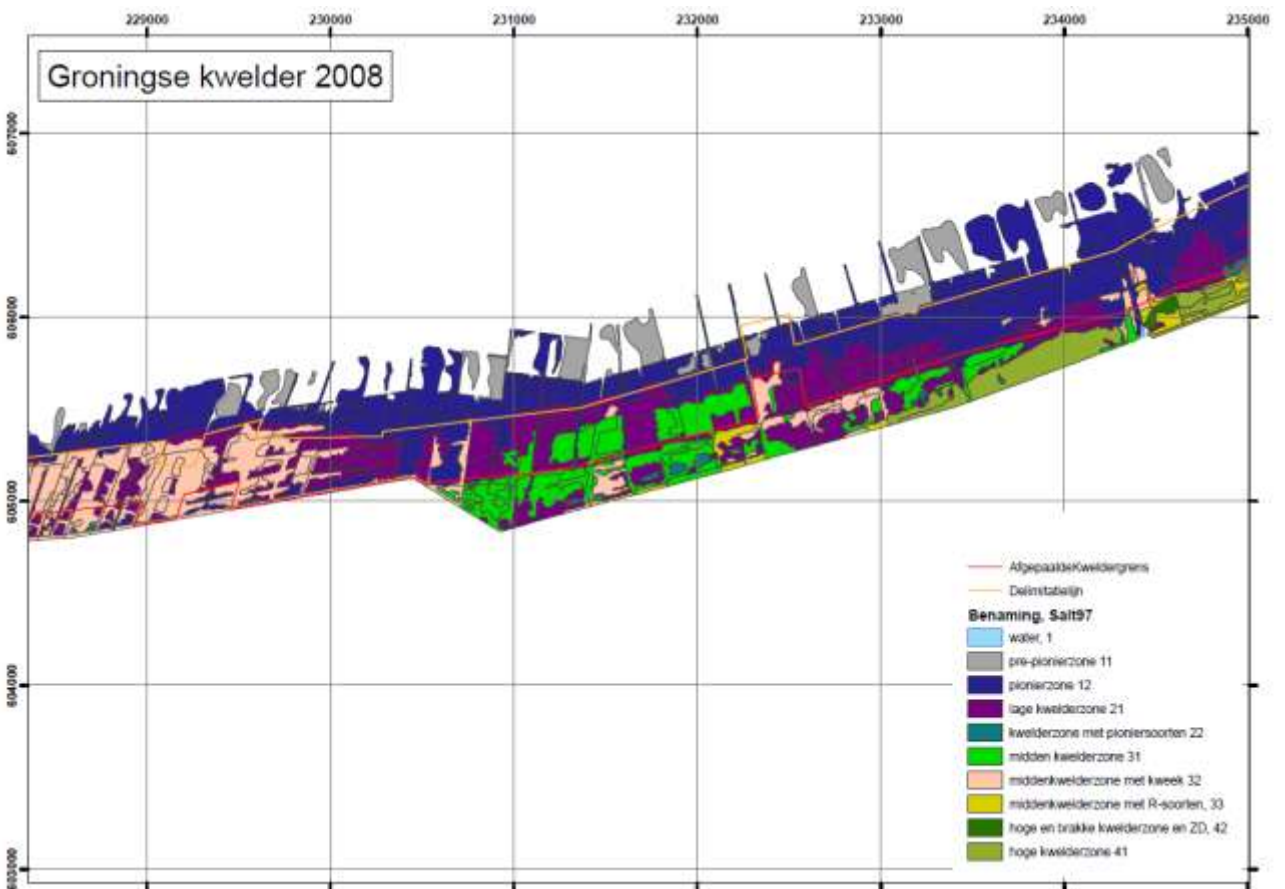 229000 230000 231000 232000 233000 234000 235000
Groningse kwelder 2008
607000
606000
605000
604000
603000
AfgepaaldeKweldergrens
Delimitatielijn
Benaming, Salt97
water, 1
pre-pionierzone 11
pionierzone 12
lage kwelderzone 21
kwelderzone met pioniersoorten 22
midden kwelderzone 31
middenkwelderzone met kweek 32
middenkwelderzone met R-soorten, 33
hoge en brakke kwelderzone en ZD, 42
hoge kwelderzone 41